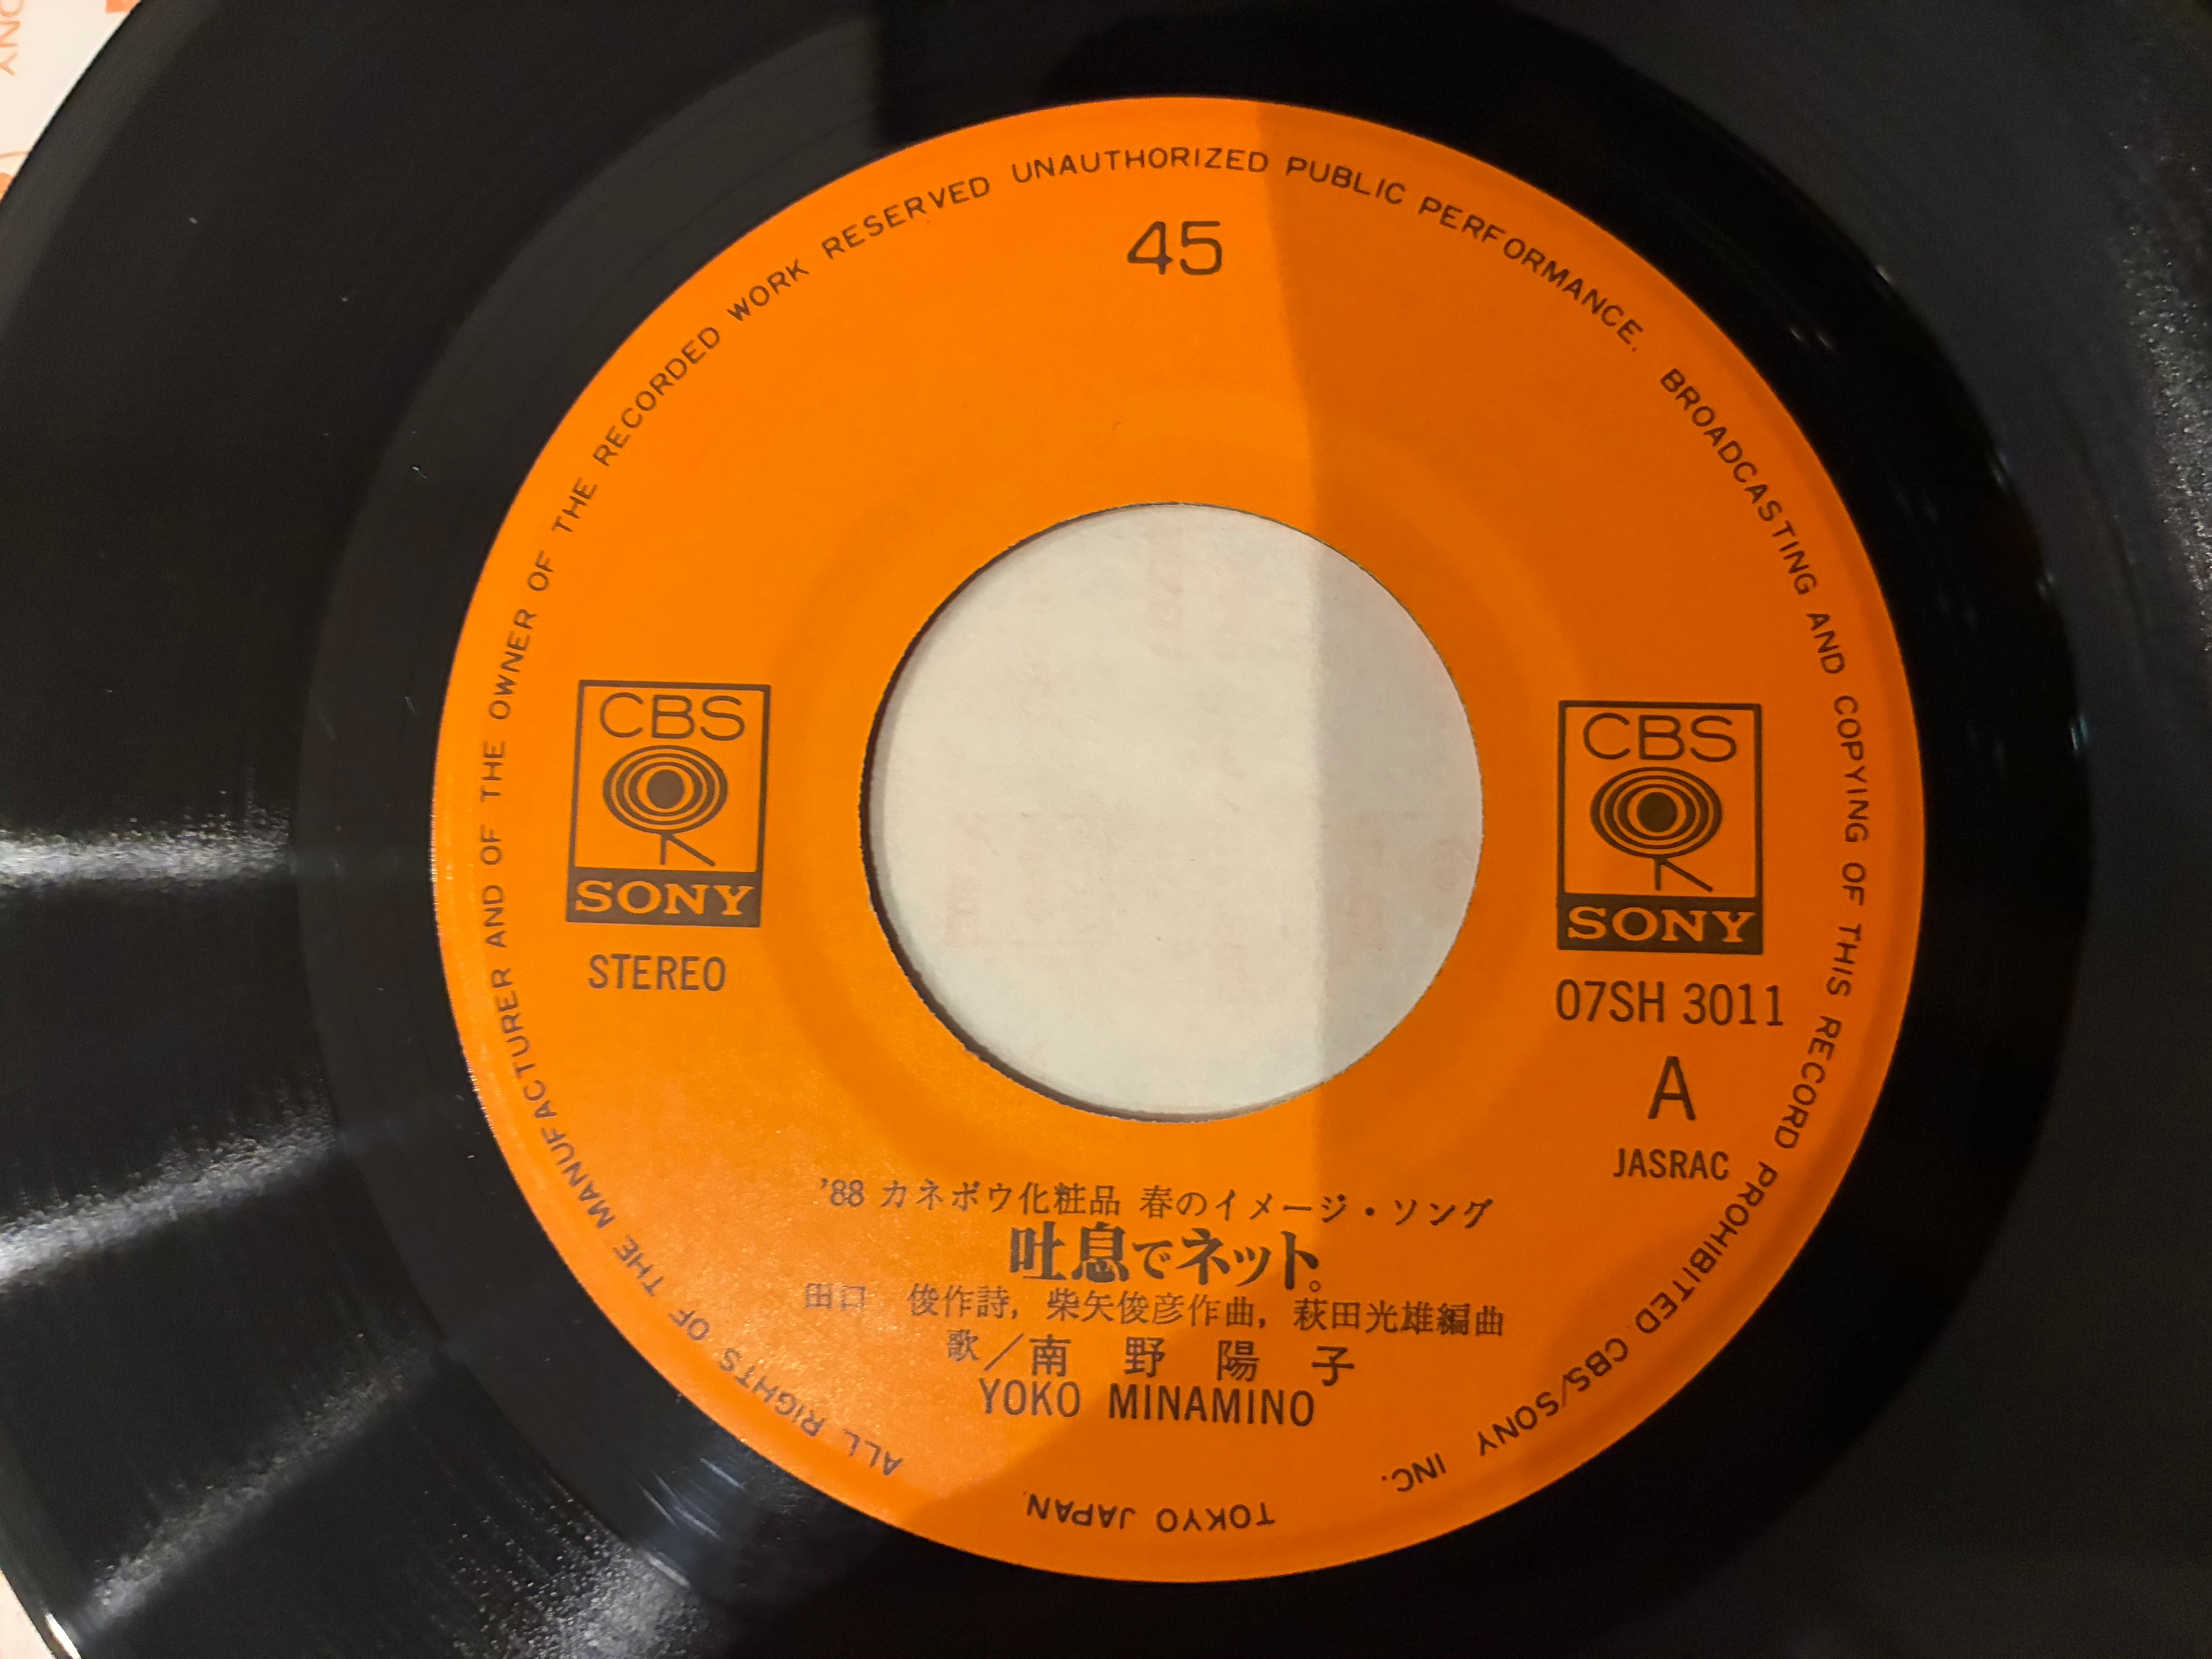 ALL RIGHTS OF THE MANUFACTURER AND OF THE OWNER OF THE RECORDED WORK RESERVED UNAUTHORIZED PUBLIC PERFORMANCE. BROADCASTING AND COPYING OF THIS RECORD PROHIBITED CBS/SONY INC.
TOKYO JAPAN.
45
CBS
SONY
STEREO
CBS
SONY
07SH 3011
A
JASRAC
'88 カネボウ化粧品 春のイメージ・ソング
吐息でネット。
田口 俊作詩, 柴矢俊彦作曲, 萩田光雄編曲
歌/南野陽子
YOKO MINAMINO